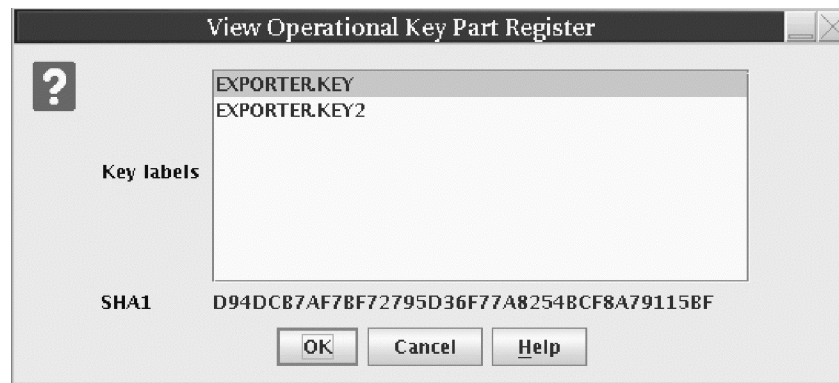 View Operational Key Part Register
?
EXPORTER.KEY
EXPORTER.KEY2
Key labels
SHA1 D94DCB7AF7BF72795D36F77A8254BCF8A79115BF
OK Cancel Help